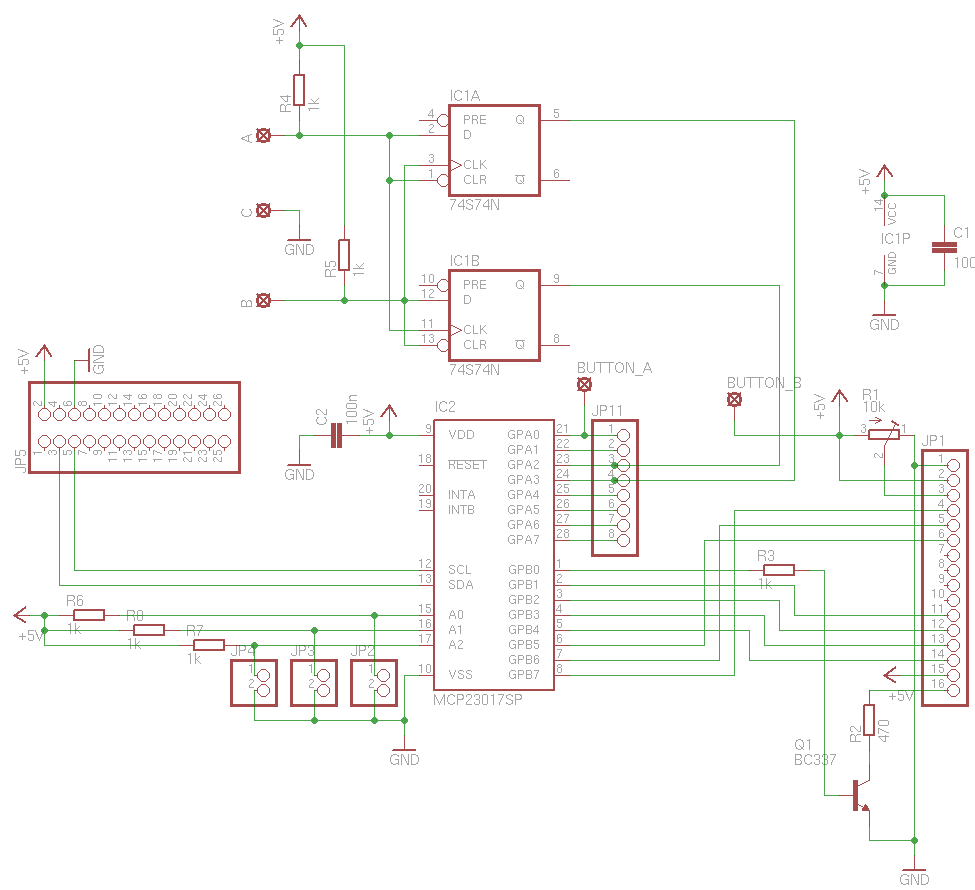 +5V
R4
1k
A
C
GND
R5
1k
B
IC1A
4
PRE
Q
5
2
D
3
CLK
1
CLR
Q
6
74S74N
IC1B
10
PRE
Q
9
12
D
11
CLK
13
CLR
Q
8
74S74N
+5V
14
VCC
IC1P
7
GND
C1
100
GND
+5V
GND
2
4
6
8
10
12
14
16
18
20
22
24
26
1
3
5
7
9
11
13
15
17
19
21
23
25
JP5
C2
100n
+5V
GND
IC2
9
VDD
18
RESET
20
INTA
19
INTB
12
SCL
13
SDA
15
A0
16
A1
17
A2
10
VSS
GPA0
21
GPA1
22
GPA2
23
GPA3
24
GPA4
25
GPA5
26
GPA6
27
GPA7
28
GPB0
1
GPB1
2
GPB2
3
GPB3
4
GPB4
5
GPB5
6
GPB6
7
GPB7
8
MCP23017SP
BUTTON_A
JP11
1
2
3
4
5
6
7
8
BUTTON_B
+5V
R1
10k
3
1
2
JP1
1
2
3
4
5
6
7
8
9
10
11
12
13
14
15
16
+5V
R3
1k
R2
470
Q1
BC337
GND
+5V
R6
1k
R8
1k
R7
1k
JP4
1
2
JP3
1
2
JP2
1
2
GND